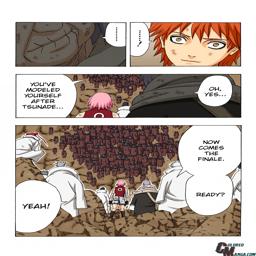 ..........
..........
OH,
YES...
YOU'VE
MODELED
YOURSELF
AFTER
TSUNADE...
NOW
COMES
THE
FINALE.
READY?
YEAH!
COLORED
MANGA.COM